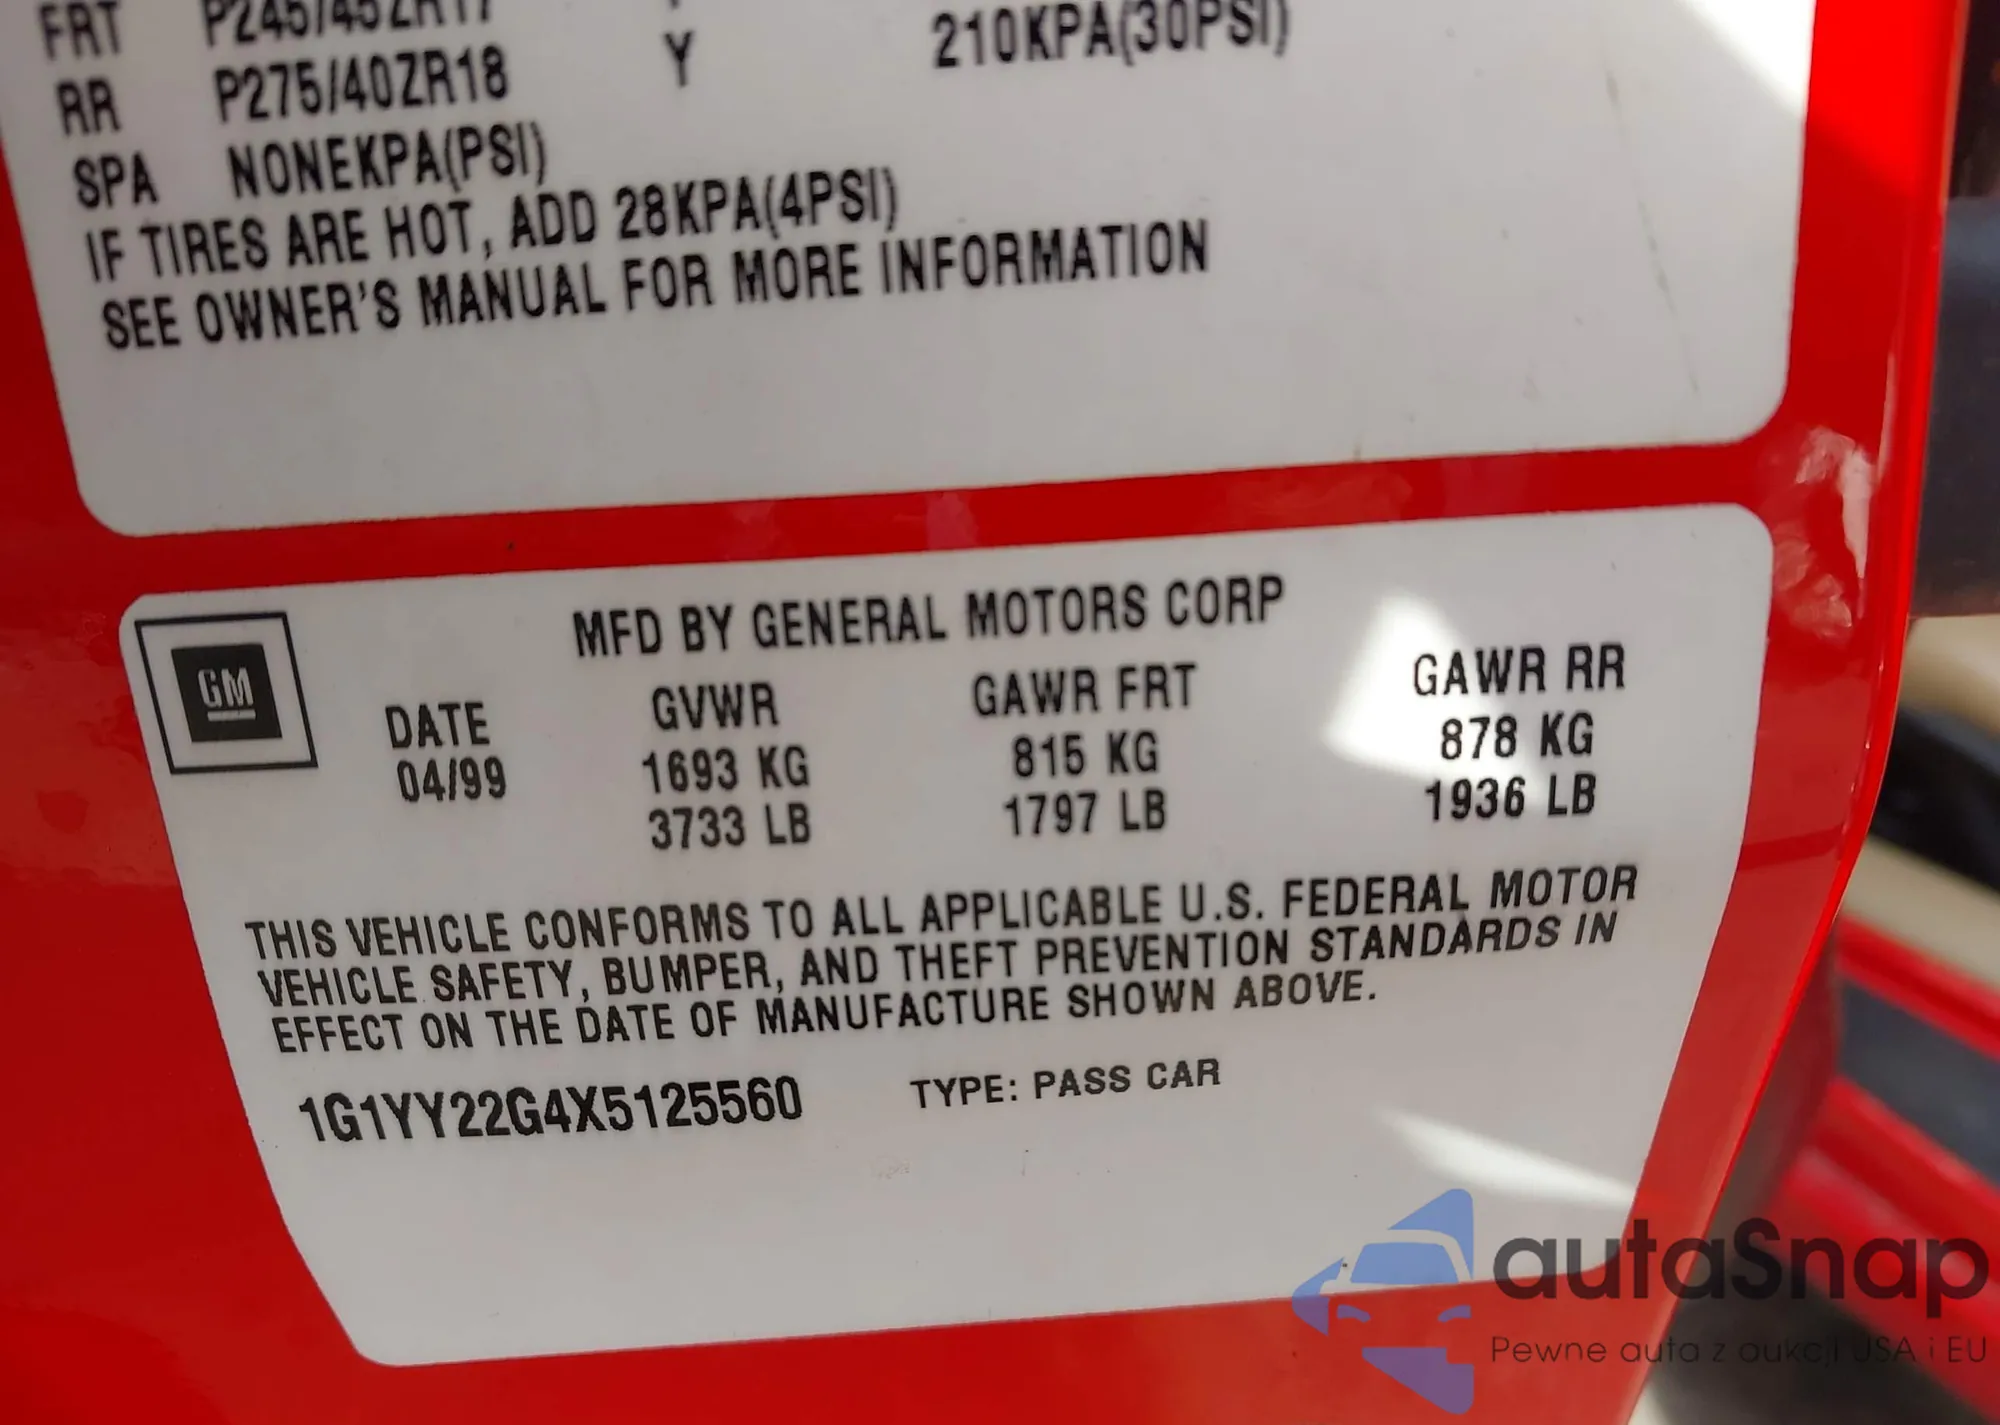 FRT P245/45ZR17
RR P275/40ZR18 Y 210KPA(30PSI)
SPA NONEKPA(PSI)
IF TIRES ARE HOT, ADD 28KPA(4PSI)
SEE OWNER'S MANUAL FOR MORE INFORMATION
GM
MFD BY GENERAL MOTORS CORP
DATE GVWR GAWR FRT GAWR RR
04/99 1693 KG 815 KG 878 KG
3733 LB 1797 LB 1936 LB
THIS VEHICLE CONFORMS TO ALL APPLICABLE U.S. FEDERAL MOTOR
VEHICLE SAFETY, BUMPER, AND THEFT PREVENTION STANDARDS IN
EFFECT ON THE DATE OF MANUFACTURE SHOWN ABOVE.
1G1YY22G4X5125560 TYPE: PASS CAR
autaSnap
Pewne auta z aukcji USA i EU